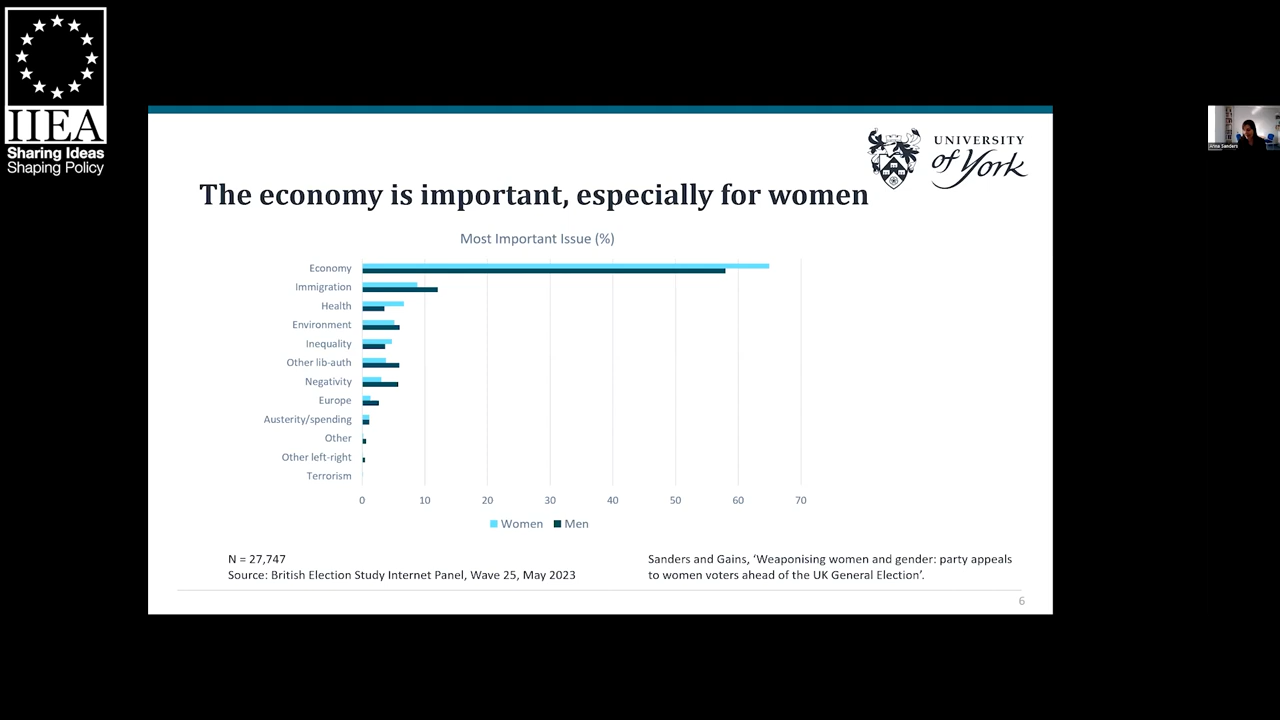 IIEA
Sharing Ideas
Shaping Policy
UNIVERSITY
of York
The economy is important, especially for women
Most Important Issue (%)
Economy
Immigration
Health
Environment
Inequality
Other lib-auth
Negativity
Europe
Austerity/spending
Other
Other left-right
Terrorism
0 10 20 30 40 50 60 70
Women Men
N = 27,747
Source: British Election Study Internet Panel, Wave 25, May 2023
Sanders and Gains, ‘Weaponising women and gender: party appeals
to women voters ahead of the UK General Election’.
6
Anna Sanders